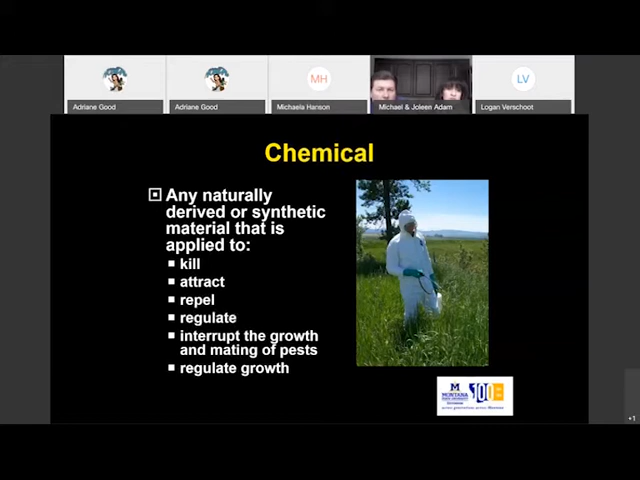 MH
LV
Adriane Good
Adriane Good
Michaela Hanson
Michael & Joleen Adam
Logan Verschoot
Chemical
Any naturally
derived or synthetic
material that is
applied to:
kill
attract
repel
regulate
interrupt the growth
and mating of pests
regulate growth
M
MONTANA
100
+1